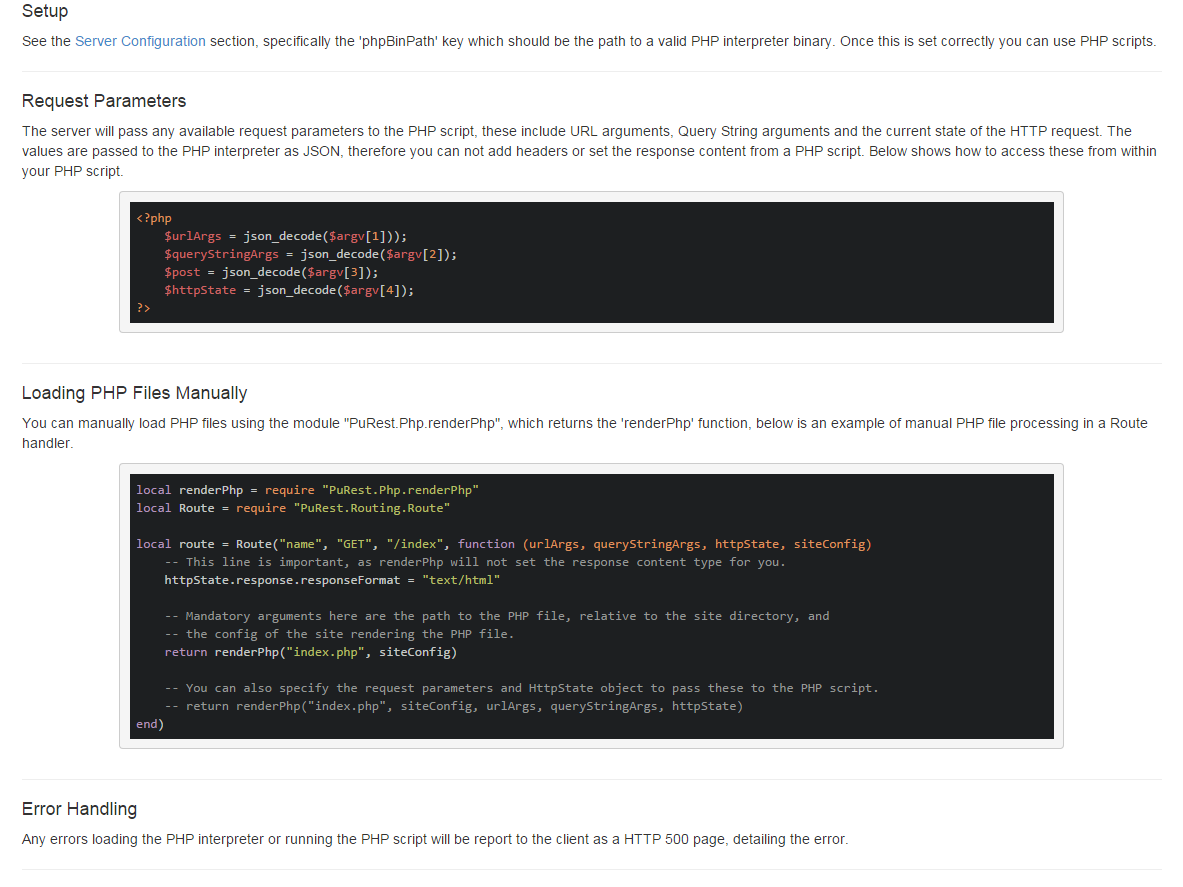 Setup
See the Server Configuration section, specifically the 'phpBinPath' key which should be the path to a valid PHP interpreter binary. Once this is set correctly you can use PHP scripts.
Request Parameters
The server will pass any available request parameters to the PHP script, these include URL arguments, Query String arguments and the current state of the HTTP request. The
values are passed to the PHP interpreter as JSON, therefore you can not add headers or set the response content from a PHP script. Below shows how to access these from within
your PHP script.
<?php
    $urlArgs = json_decode($argv[1]));
    $queryStringArgs = json_decode($argv[2]);
    $post = json_decode($argv[3]);
    $httpState = json_decode($argv[4]);
?>
Loading PHP Files Manually
You can manually load PHP files using the module "PuRest.Php.renderPhp", which returns the 'renderPhp' function, below is an example of manual PHP file processing in a Route
handler.
local renderPhp = require "PuRest.Php.renderPhp"
local Route = require "PuRest.Routing.Route"
local route = Route("name", "GET", "/index", function (urlArgs, queryStringArgs, httpState, siteConfig)
    -- This line is important, as renderPhp will not set the response content type for you.
    httpState.response.responseFormat = "text/html"
    -- Mandatory arguments here are the path to the PHP file, relative to the site directory, and
    -- the config of the site rendering the PHP file.
    return renderPhp("index.php", siteConfig)
    -- You can also specify the request parameters and HttpState object to pass these to the PHP script.
    -- return renderPhp("index.php", siteConfig, urlArgs, queryStringArgs, httpState)
end)
Error Handling
Any errors loading the PHP interpreter or running the PHP script will be report to the client as a HTTP 500 page, detailing the error.